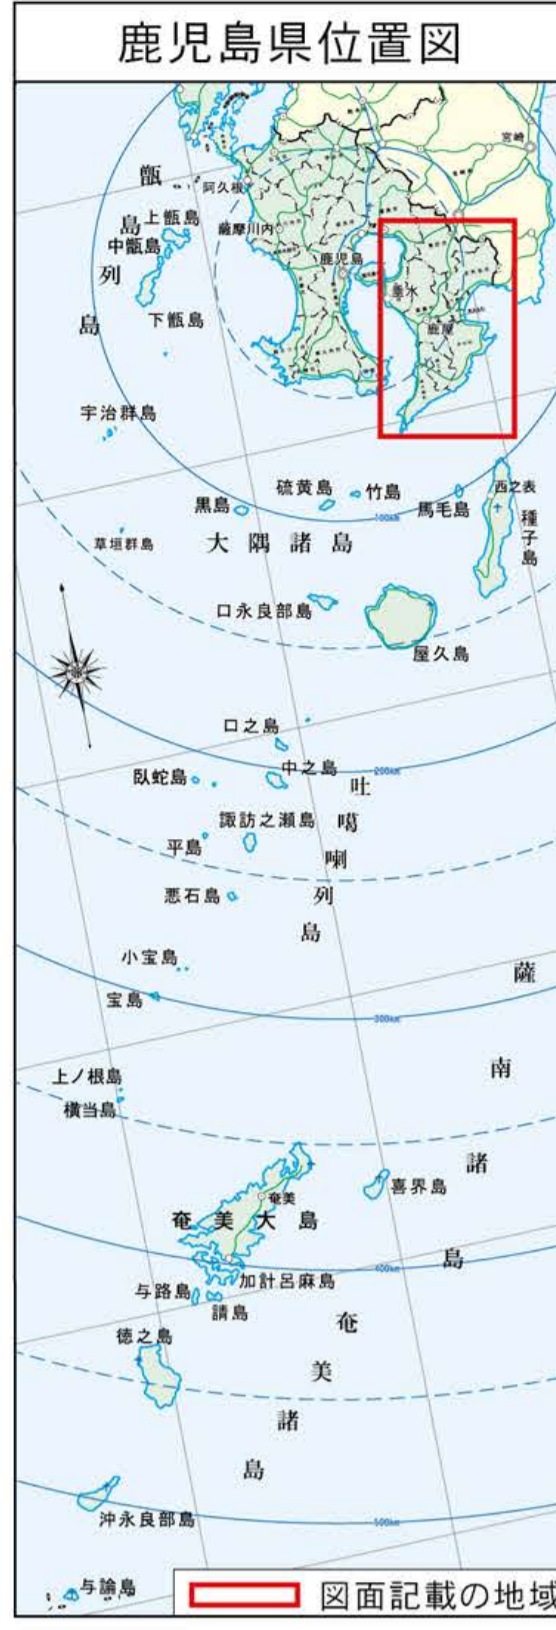 鹿児島県位置図
宮崎
甑島列島
阿久根
上甑島
中甑島
薩摩川内
鹿児島
垂水
下甑島
鹿屋
宇治群島
硫黄島
竹島
西之表
黒島
馬毛島
100km
種子島
草垣群島
大隅諸島
口永良部島
屋久島
口之島
中之島
200km
臥蛇島
吐噶喇列島
諏訪之瀬島
平島
悪石島
小宝島
宝島
300km
薩南諸島
上ノ根島
横当島
喜界島
奄美
奄美大島
400km
加計呂麻島
与路島
請島
奄美諸島
徳之島
沖永良部島
500km
与論島
図面記載の地域